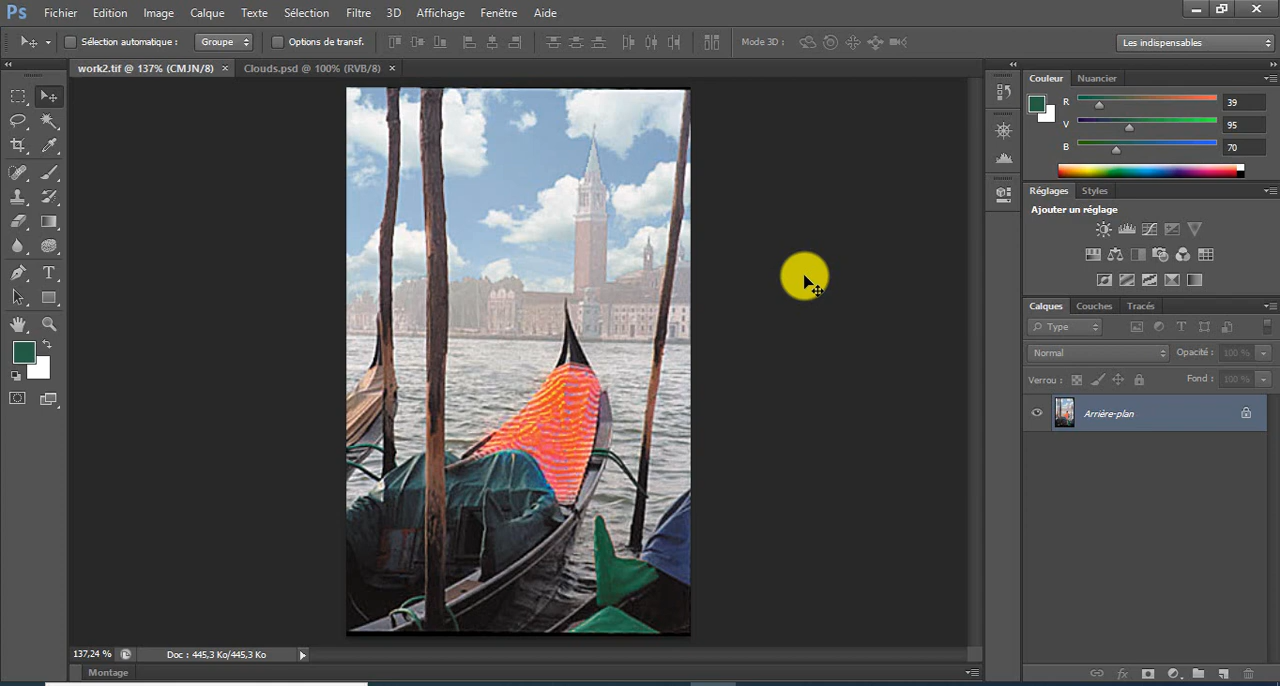 Ps Fichier Edition Image Calque Texte Sélection Filtre 3D Affichage Fenêtre Aide
Sélection automatique : Groupe Options de transf. Mode 3D : Les indispensables
work2.tif @ 137% (CMJN/8) × Clouds.psd @ 100% (RVB/8) ×
Couleur Nuancier
R 39
V 95
B 70
Réglages Styles
Ajouter un réglage
Calques Couches Tracés
Type
Normal Opacité : 100 %
Verrou : Fond : 100 %
Arrière-plan
137,24 % Doc : 445,3 Ko/445,3 Ko
Montage